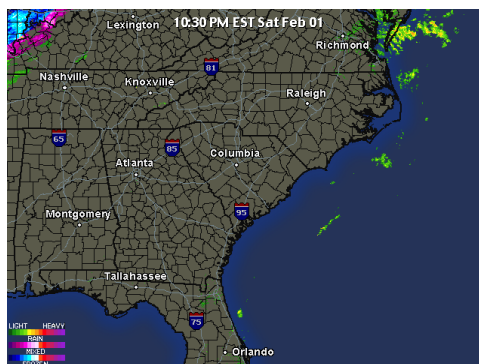 10:30 PM EST Sat Feb 01
Lexington
Richmond
81
Nashville
Knoxville
Raleigh
65
85
Atlanta
Columbia
Montgomery
95
Tallahassee
75
LIGHT HEAVY
RAIN
MIXED
Orlando